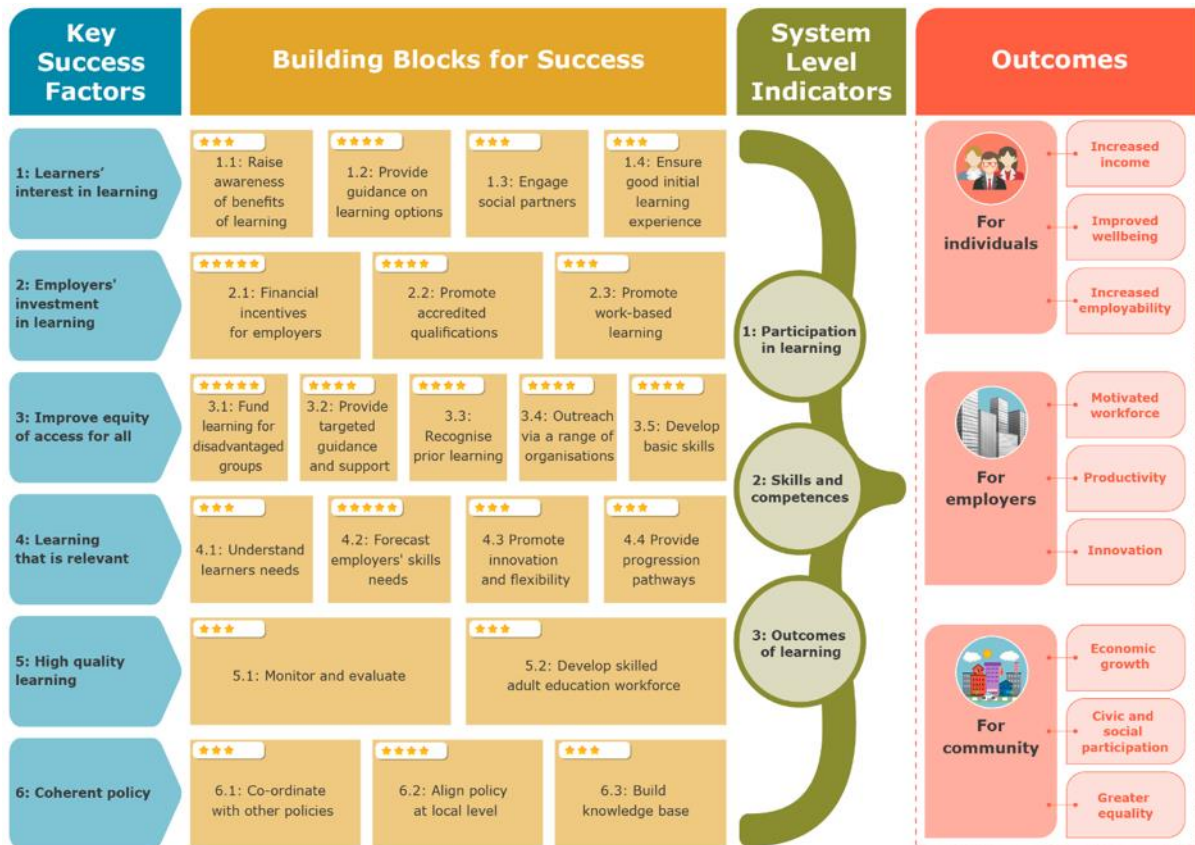 Key
Success
Factors
Building Blocks for Success
System
Level
Indicators
Outcomes
1: Learners'
interest in learning
1.1: Raise
awareness
of benefits
of learning
1.2: Provide
guidance on
learning options
1.3: Engage
social partners
1.4: Ensure
good initial
learning
experience
2: Employers'
investment
in learning
2.1: Financial
incentives
for employers
2.2: Promote
accredited
qualifications
2.3: Promote
work-based
learning
3: Improve equity
of access for all
3.1: Fund
learning for
disadvantaged
groups
3.2: Provide
targeted
guidance
and support
3.3:
Recognise
prior learning
3.4: Outreach
via a range of
organisations
3.5: Develop
basic skills
4: Learning
that is relevant
4.1: Understand
learners needs
4.2: Forecast
employers' skills
needs
4.3 Promote
innovation
and flexibility
4.4 Provide
progression
pathways
5: High quality
learning
5.1: Monitor and evaluate
5.2: Develop skilled
adult education workforce
6: Coherent policy
6.1: Co-ordinate
with other policies
6.2: Align policy
at local level
6.3: Build
knowledge base
1: Participation
in learning
2: Skills and
competences
3: Outcomes
of learning
For
individuals
Increased
income
Improved
wellbeing
Increased
employability
For
employers
Motivated
workforce
Productivity
Innovation
For
community
Economic
growth
Civic and
social
participation
Greater
equality